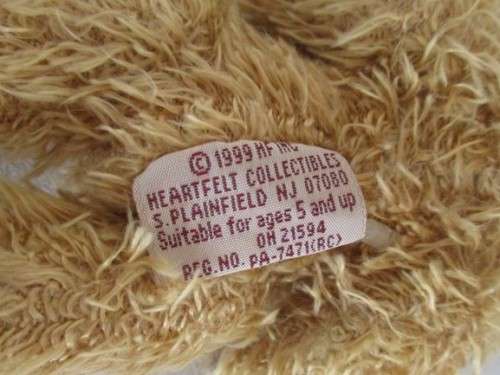 © 1999 HF INC
HEARTFELT COLLECTIBLES
S. PLAINFIELD NJ 07080
Suitable for ages 5 and up
OH 21594
REG. NO. PA-7471(RC)